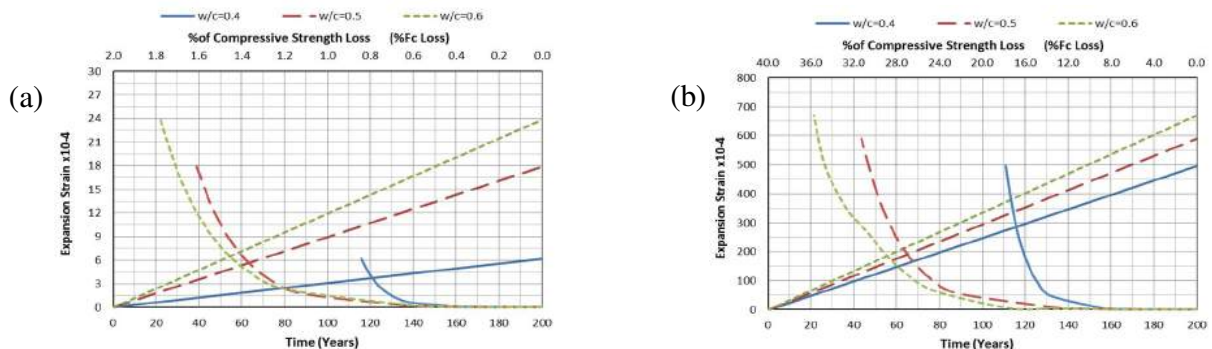 w/c=0.4 w/c=0.5 w/c=0.6
%of Compressive Strength Loss (%Fc Loss)
2.0 1.8 1.6 1.4 1.2 1.0 0.8 0.6 0.4 0.2 0.0
(a)
30
27
24
21
18
15
12
9
6
3
0
Expansion Strain x10-4
0 20 40 60 80 100 120 140 160 180 200
Time (Years)
w/c=0.4 w/c=0.5 w/c=0.6
%of Compressive Strength Loss (%Fc Loss)
40.0 36.0 32.0 28.0 24.0 20.0 16.0 12.0 8.0 4.0 0.0
(b)
800
700
600
500
400
300
200
100
0
Expansion Strain x10-4
0 20 40 60 80 100 120 140 160 180 200
Time (Years)